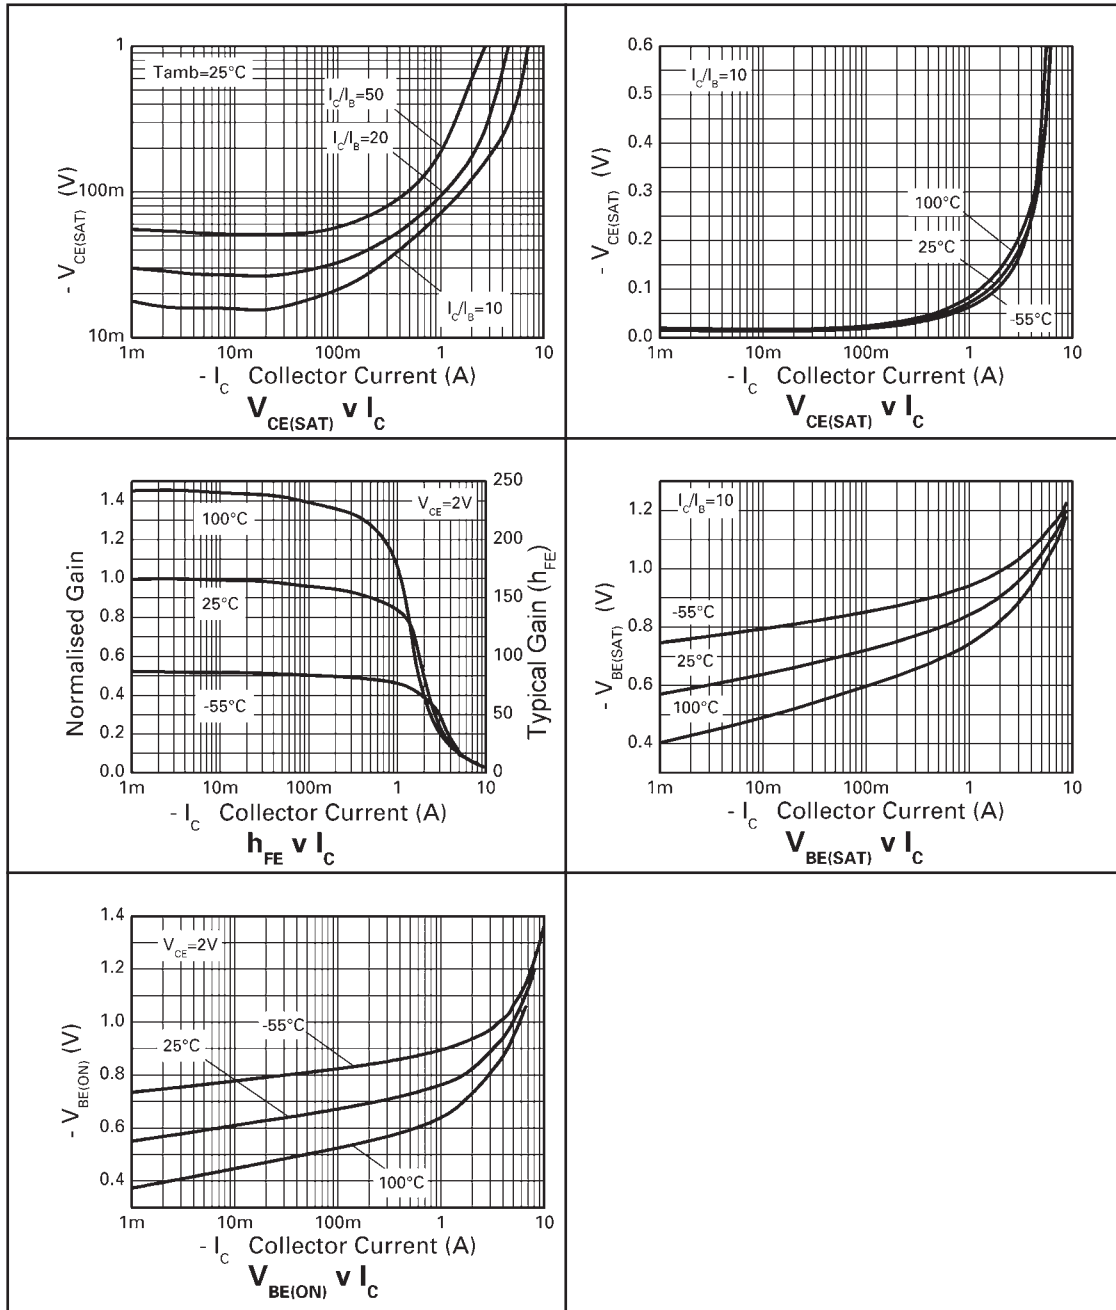 1
Tamb=25°C
I_C/I_B=50
I_C/I_B=20
100m
- V_CE(SAT) (V)
I_C/I_B=10
10m
1m 10m 100m 1 10
- I_C Collector Current (A)
V_CE(SAT) v I_C
0.6
I_C/I_B=10
0.5
0.4
0.3
100°C
- V_CE(SAT) (V)
0.2
25°C
0.1
-55°C
0.0
1m 10m 100m 1 10
- I_C Collector Current (A)
V_CE(SAT) v I_C
250
1.4
V_CE=2V
100°C
1.2
200
1.0
Normalised Gain
Typical Gain (h_FE)
25°C
150
0.8
0.6
100
-55°C
0.4
50
0.2
0.0
0
1m 10m 100m 1 10
- I_C Collector Current (A)
h_FE v I_C
1.2
I_C/I_B=10
1.0
0.8
- V_BE(SAT) (V)
-55°C
25°C
0.6
100°C
0.4
1m 10m 100m 1 10
- I_C Collector Current (A)
V_BE(SAT) v I_C
1.4
V_CE=2V
1.2
-55°C
1.0
25°C
- V_BE(ON) (V)
0.8
0.6
100°C
0.4
1m 10m 100m 1 10
- I_C Collector Current (A)
V_BE(ON) v I_C